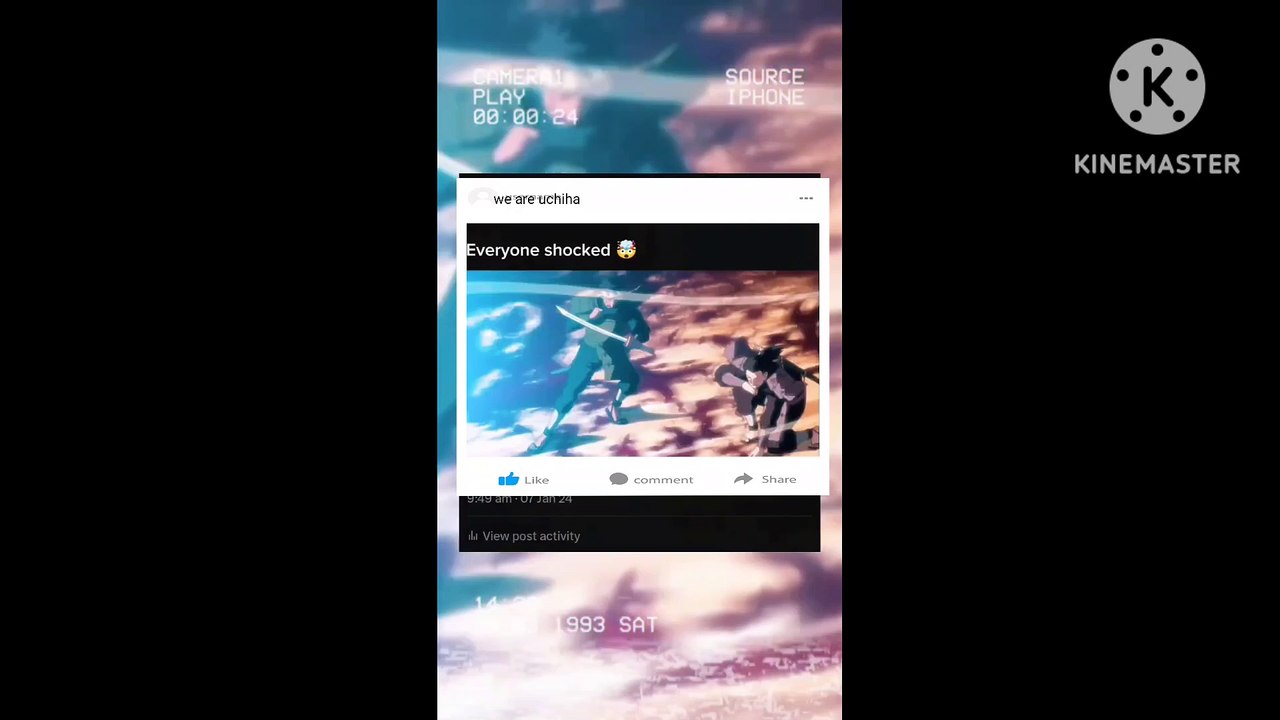 CAMERA1
PLAY
00:00:24
SOURCE
IPHONE
KINEMASTER
we are uchiha
Everyone shocked 🤯
Like
comment
Share
9:49 am · 07 Jan 24
View post activity
1993 SAT